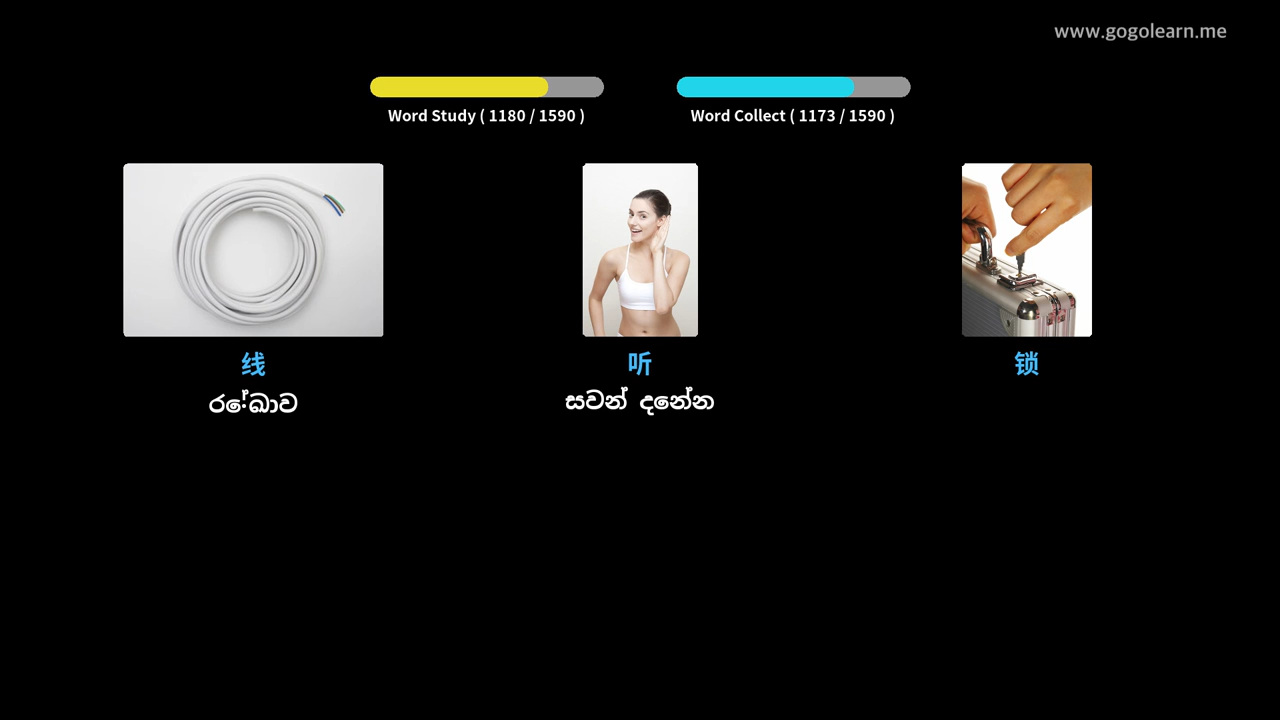 www.gogolearn.me
Word Study ( 1180 / 1590 )
Word Collect ( 1173 / 1590 )
线
听
锁
රේඛාව
සවන් දෙන්න